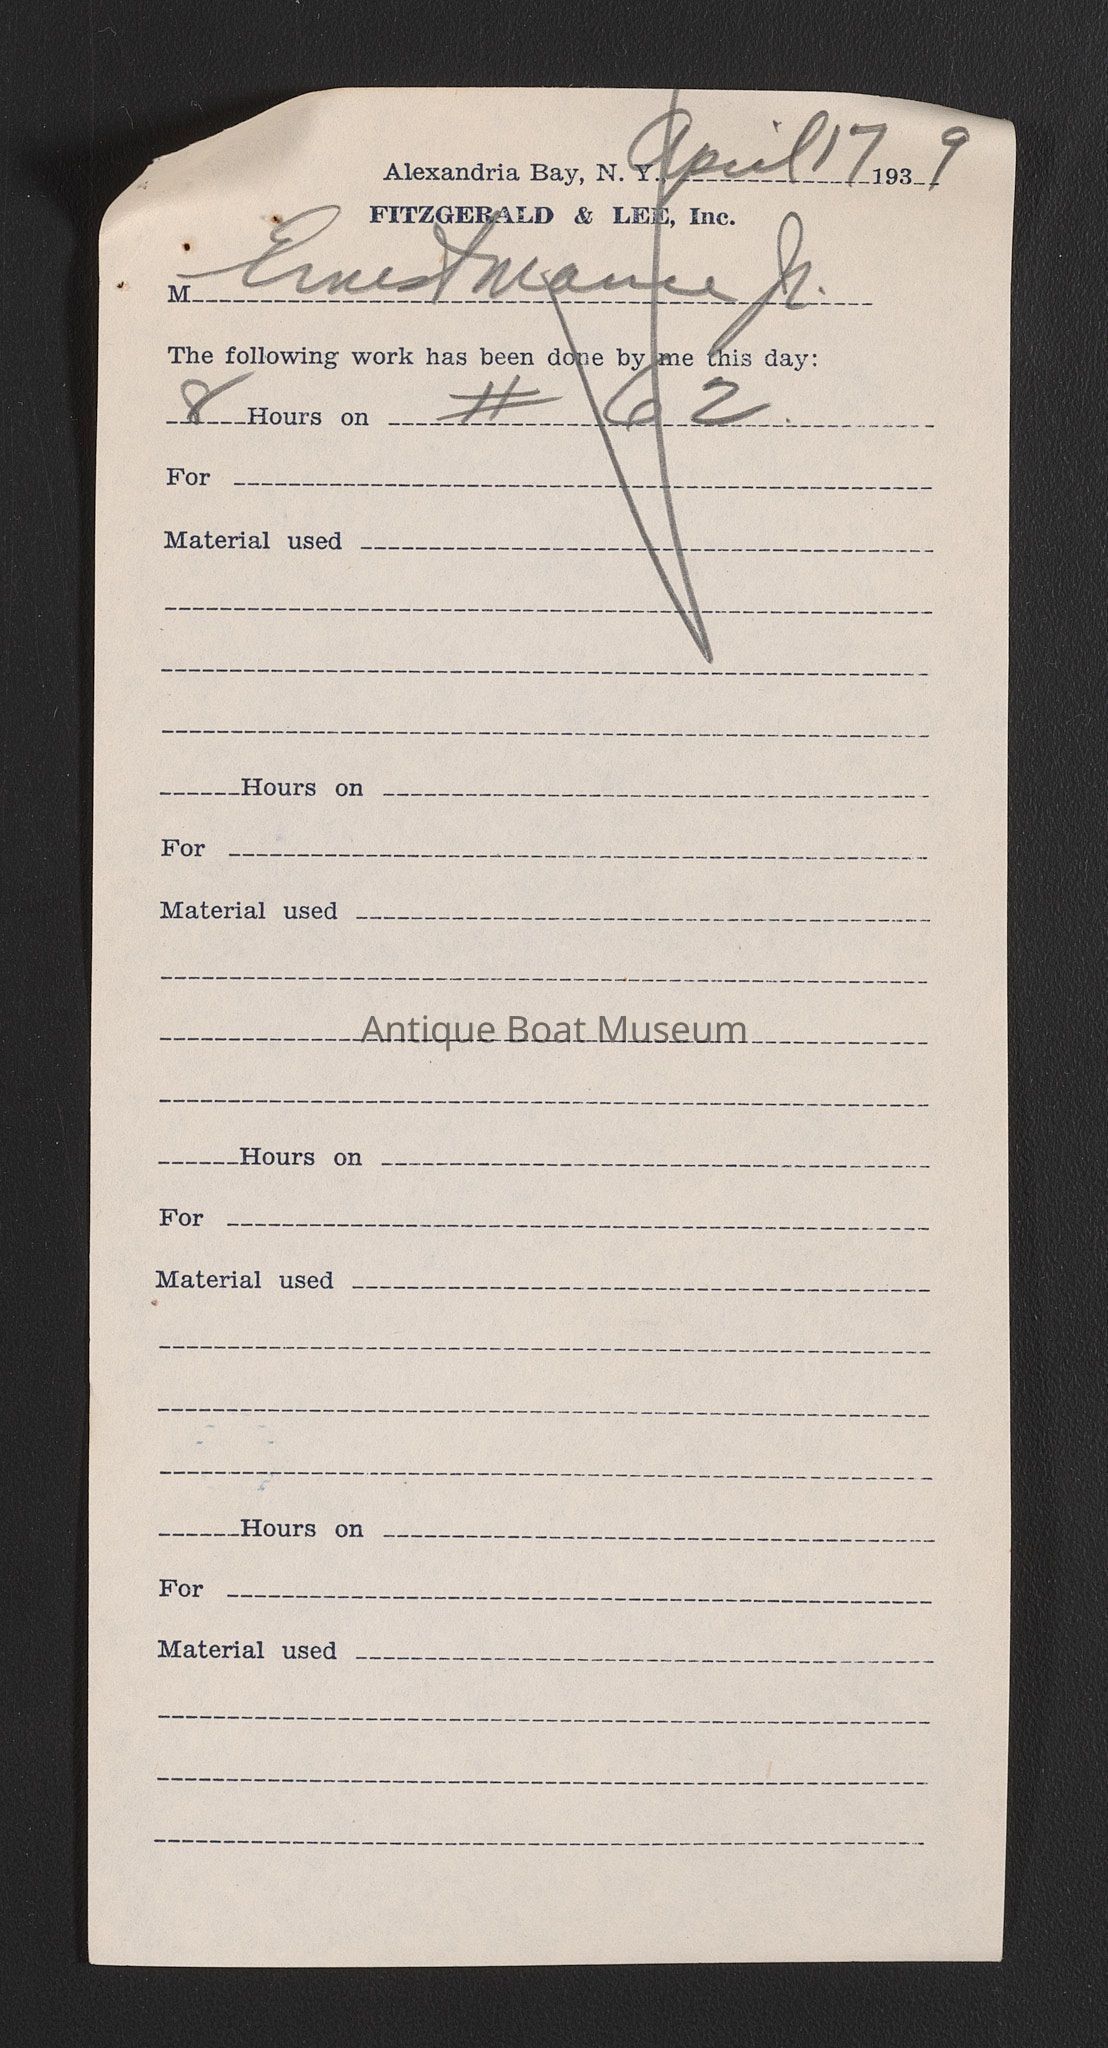 Alexandria Bay, N. Y. April 17 1939
FITZGERALD & LEE, Inc.
M Ernest Mance Jr.
The following work has been done by me this day:
8 Hours on # 62.
For
Material used
Hours on
For
Material used
Antique Boat Museum
Hours on
For
Material used
Hours on
For
Material used